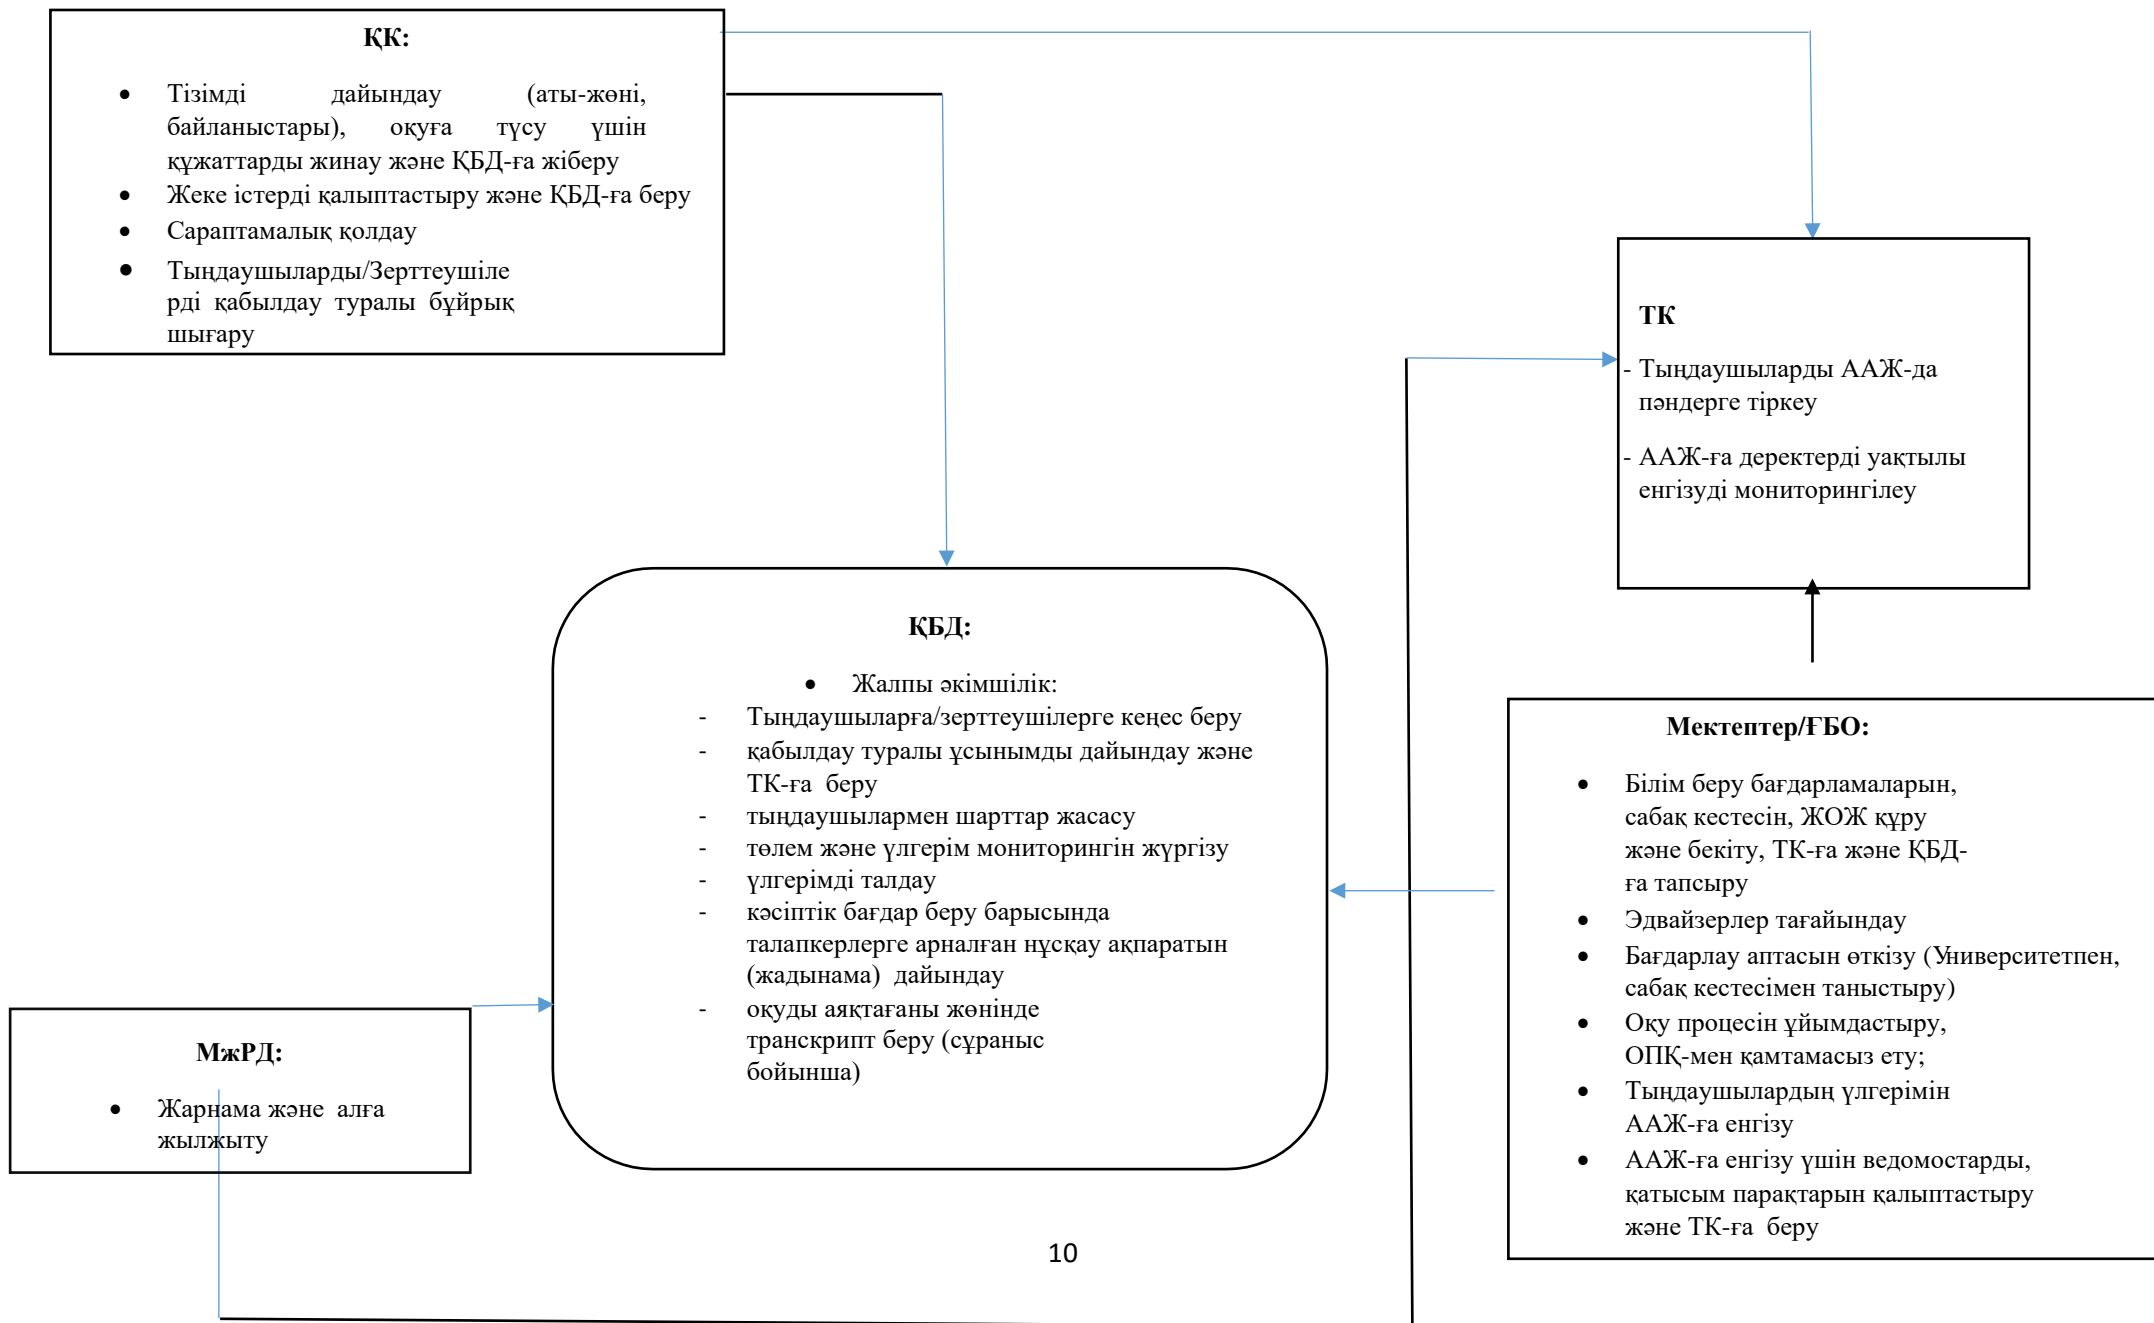 ҚК:
• Тізімді дайындау (аты-жөні,
байланыстары), оқуға түсу үшін
құжаттарды жинау және ҚБД-ға жіберу
• Жеке істерді қалыптастыру және ҚБД-ға беру
• Сараптамалық қолдау
• Тыңдаушыларды/Зерттеушіле
рді қабылдау туралы бұйрық
шығару
ТК
- Тыңдаушыларды ААЖ-да
пәндерге тіркеу
- ААЖ-ға деректерді уақтылы
енгізуді мониторингілеу
ҚБД:
• Жалпы әкімшілік:
- Тыңдаушыларға/зерттеушілерге кеңес беру
- қабылдау туралы ұсынымды дайындау және
ТК-ға беру
- тыңдаушылармен шарттар жасасу
- төлем және үлгерім мониторингін жүргізу
- үлгерімді талдау
- кәсіптік бағдар беру барысында
талапкерлерге арналған нұсқау ақпаратын
(жадынама) дайындау
- оқуды аяқтағаны жөнінде
транскрипт беру (сұраныс
бойынша)
Мектептер/ҒБО:
• Білім беру бағдарламаларын,
сабақ кестесін, ЖОЖ құру
және бекіту, ТК-ға және ҚБД-
ға тапсыру
• Эдвайзерлер тағайындау
• Бағдарлау аптасын өткізу (Университетпен,
сабақ кестесімен таныстыру)
• Оқу процесін ұйымдастыру,
ОПҚ-мен қамтамасыз ету;
• Тыңдаушылардың үлгерімін
ААЖ-ға енгізу
• ААЖ-ға енгізу үшін ведомостарды,
қатысым парақтарын қалыптастыру
және ТК-ға беру
МжРД:
• Жарнама және алға
жылжыту
10